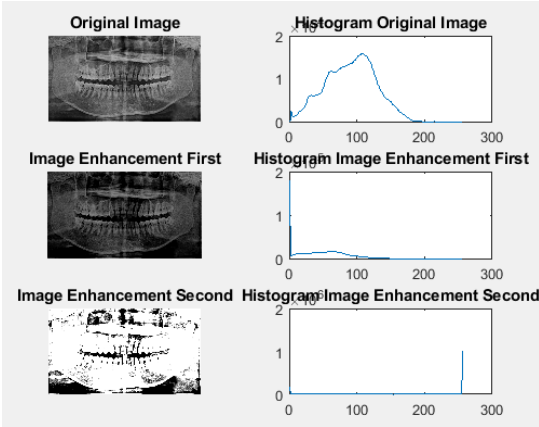 Original Image
Histogram Original Image
2
1
0
0 100 200 300
Image Enhancement First
Histogram Image Enhancement First
2
1
0
0 100 200 300
Image Enhancement Second
Histogram Image Enhancement Second
2
1
0
0 100 200 300